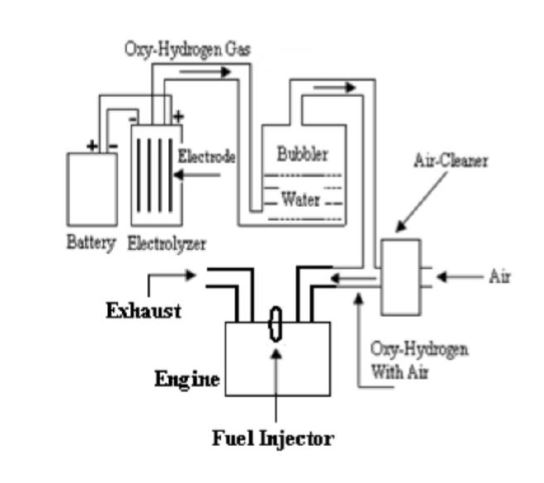 Oxy-Hydrogen Gas
- +
+ -
Electrode
Bubbler
Water
Air-Cleaner
Battery Electrolyzer
Air
Exhaust
Oxy-Hydrogen
With Air
Engine
Fuel Injector